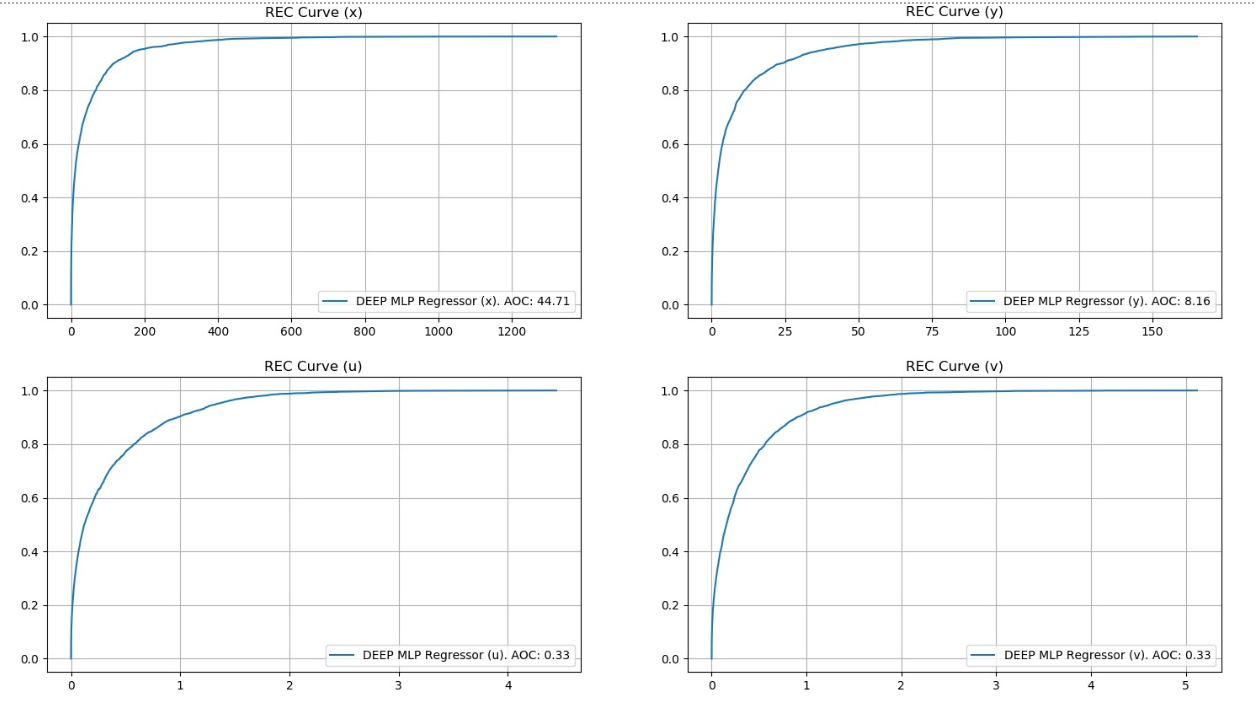 REC Curve (x)
1.0
0.8
0.6
0.4
0.2
0.0
DEEP MLP Regressor (x). AOC: 44.71
0 200 400 600 800 1000 1200
REC Curve (y)
1.0
0.8
0.6
0.4
0.2
0.0
DEEP MLP Regressor (y). AOC: 8.16
0 25 50 75 100 125 150
REC Curve (u)
1.0
0.8
0.6
0.4
0.2
0.0
DEEP MLP Regressor (u). AOC: 0.33
0 1 2 3 4
REC Curve (v)
1.0
0.8
0.6
0.4
0.2
0.0
DEEP MLP Regressor (v). AOC: 0.33
0 1 2 3 4 5